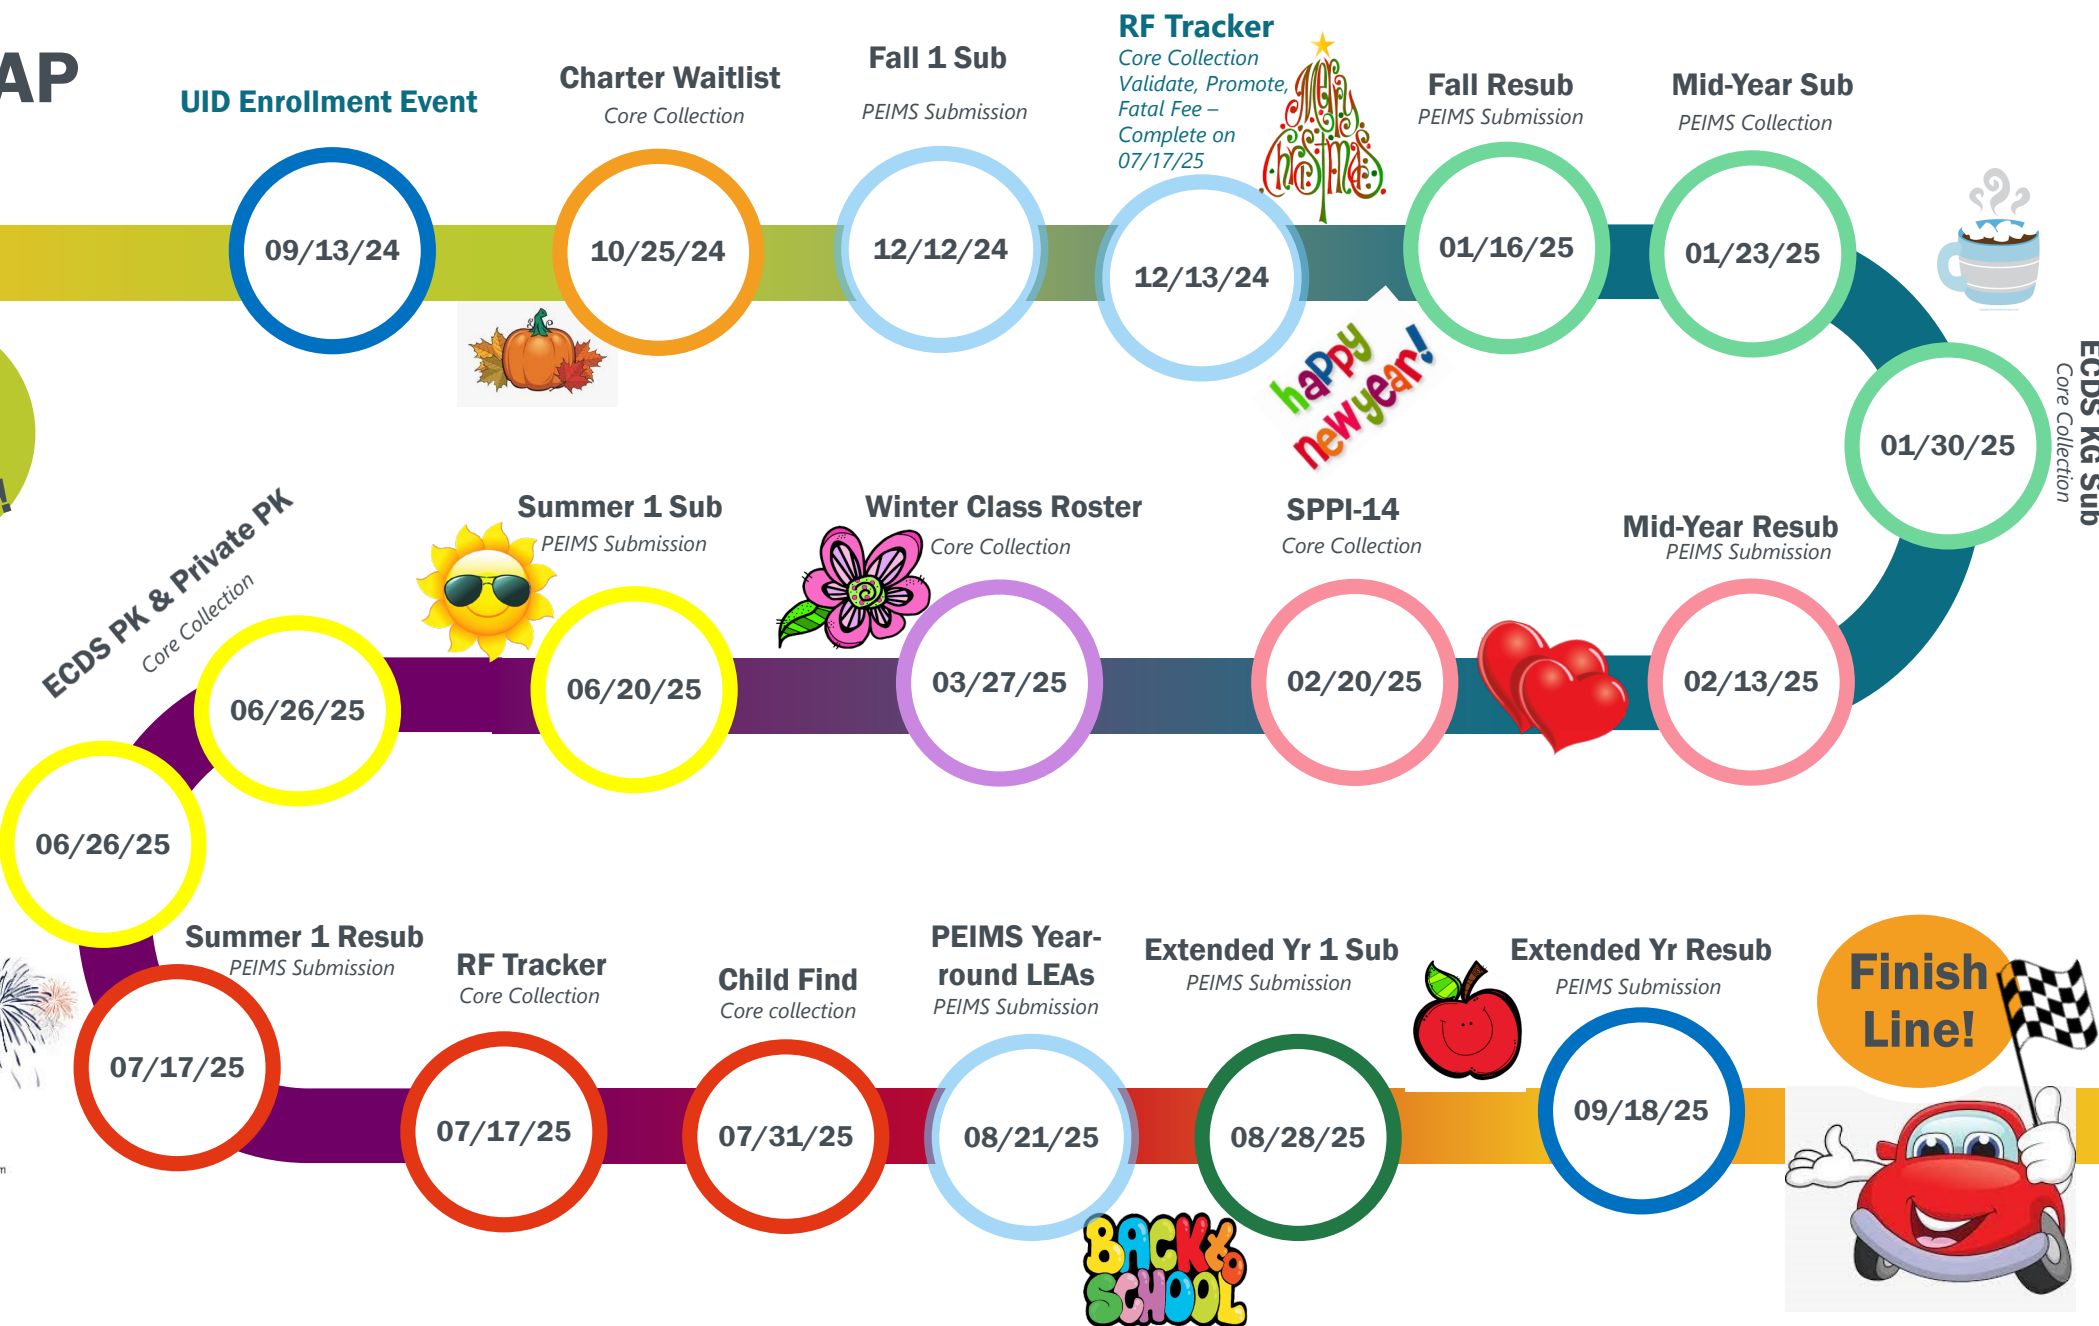 AP
UID Enrollment Event
09/13/24
Charter Waitlist
Core Collection
10/25/24
Fall 1 Sub
PEIMS Submission
12/12/24
RF Tracker
Core Collection
Validate, Promote,
Fatal Fee –
Complete on
07/17/25
12/13/24
Merry
Christmas
happy
new year!
Fall Resub
PEIMS Submission
01/16/25
Mid-Year Sub
PEIMS Collection
01/23/25
ECDS KG Sub
Core Collection
01/30/25
Mid-Year Resub
PEIMS Submission
02/13/25
SPPI-14
Core Collection
02/20/25
Winter Class Roster
Core Collection
03/27/25
Summer 1 Sub
PEIMS Submission
06/20/25
ECDS PK & Private PK
Core Collection
06/26/25
06/26/25
!
Summer 1 Resub
PEIMS Submission
07/17/25
RF Tracker
Core Collection
07/17/25
Child Find
Core collection
07/31/25
PEIMS Year-
round LEAs
PEIMS Submission
08/21/25
BACK to
SCHOOL
Extended Yr 1 Sub
PEIMS Submission
08/28/25
Extended Yr Resub
PEIMS Submission
09/18/25
Finish
Line!